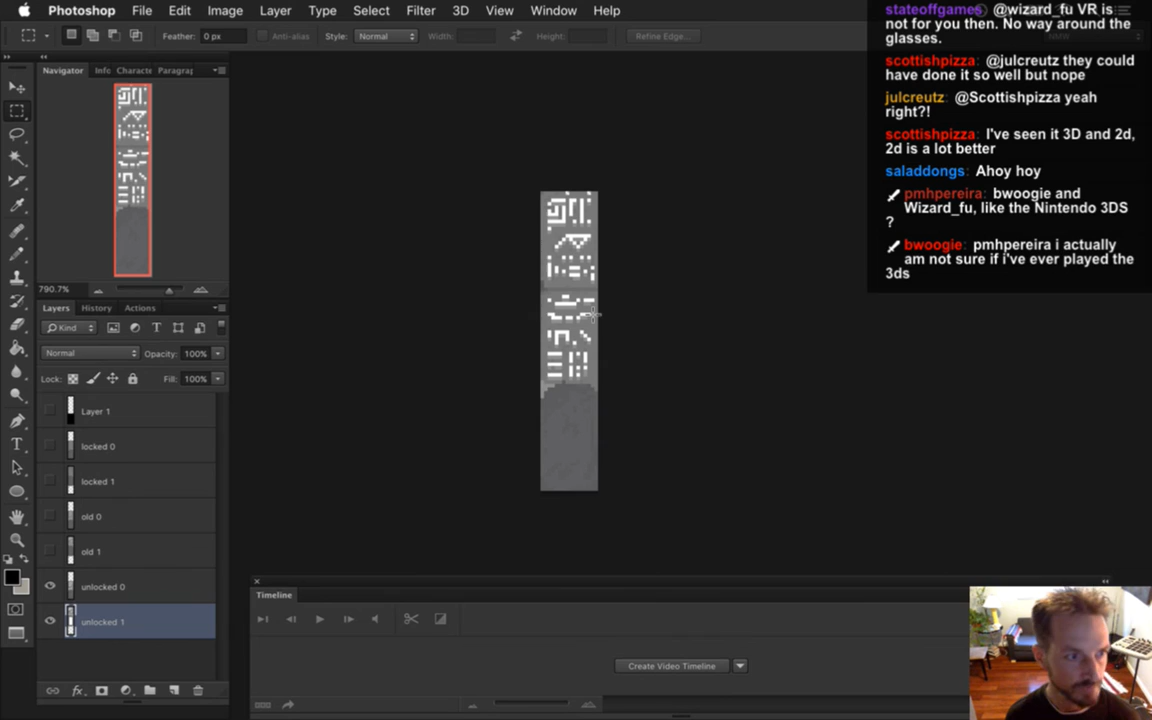 Photoshop File Edit Image Layer Type Select Filter 3D View Window Help
Feather: 0 px Anti-alias Style: Normal Width: Height: Refine Edge...
Navigator Info Characte Paragraj
790.7%
Layers History Actions
Kind
Normal Opacity: 100%
Lock: Fill: 100%
Layer 1
locked 0
locked 1
old 0
old 1
unlocked 0
unlocked 1
fx
Timeline
Create Video Timeline
stateoffgames: @wizard_fu VR is
not for you then. No way around the
glasses.
scottishpizza: @julcreutz they could
have done it so well but nope
julcreutz: @Scottishpizza yeah
right?!
scottishpizza: I've seen it 3D and 2d,
2d is a lot better
saladdongs: Ahoy hoy
pmhpereira: bwoogie and
Wizard_fu, like the Nintendo 3DS
?
bwoogie: pmhpereira i actually
am not sure if i've ever played the
3ds